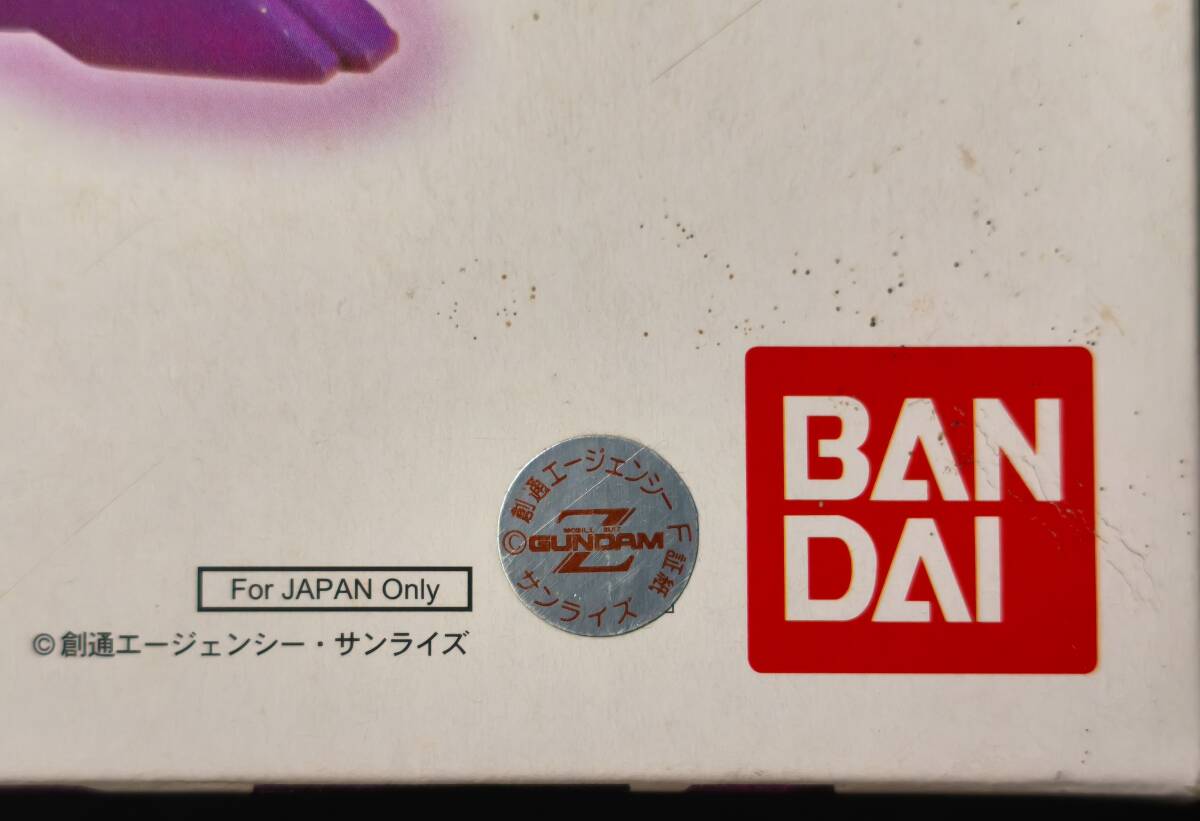 For JAPAN Only
©創通エージェンシー・サンライズ
創通エージェンシー F証紙
MOBILE SUIT
Z
GUNDAM
©サンライズ
BAN
DAI